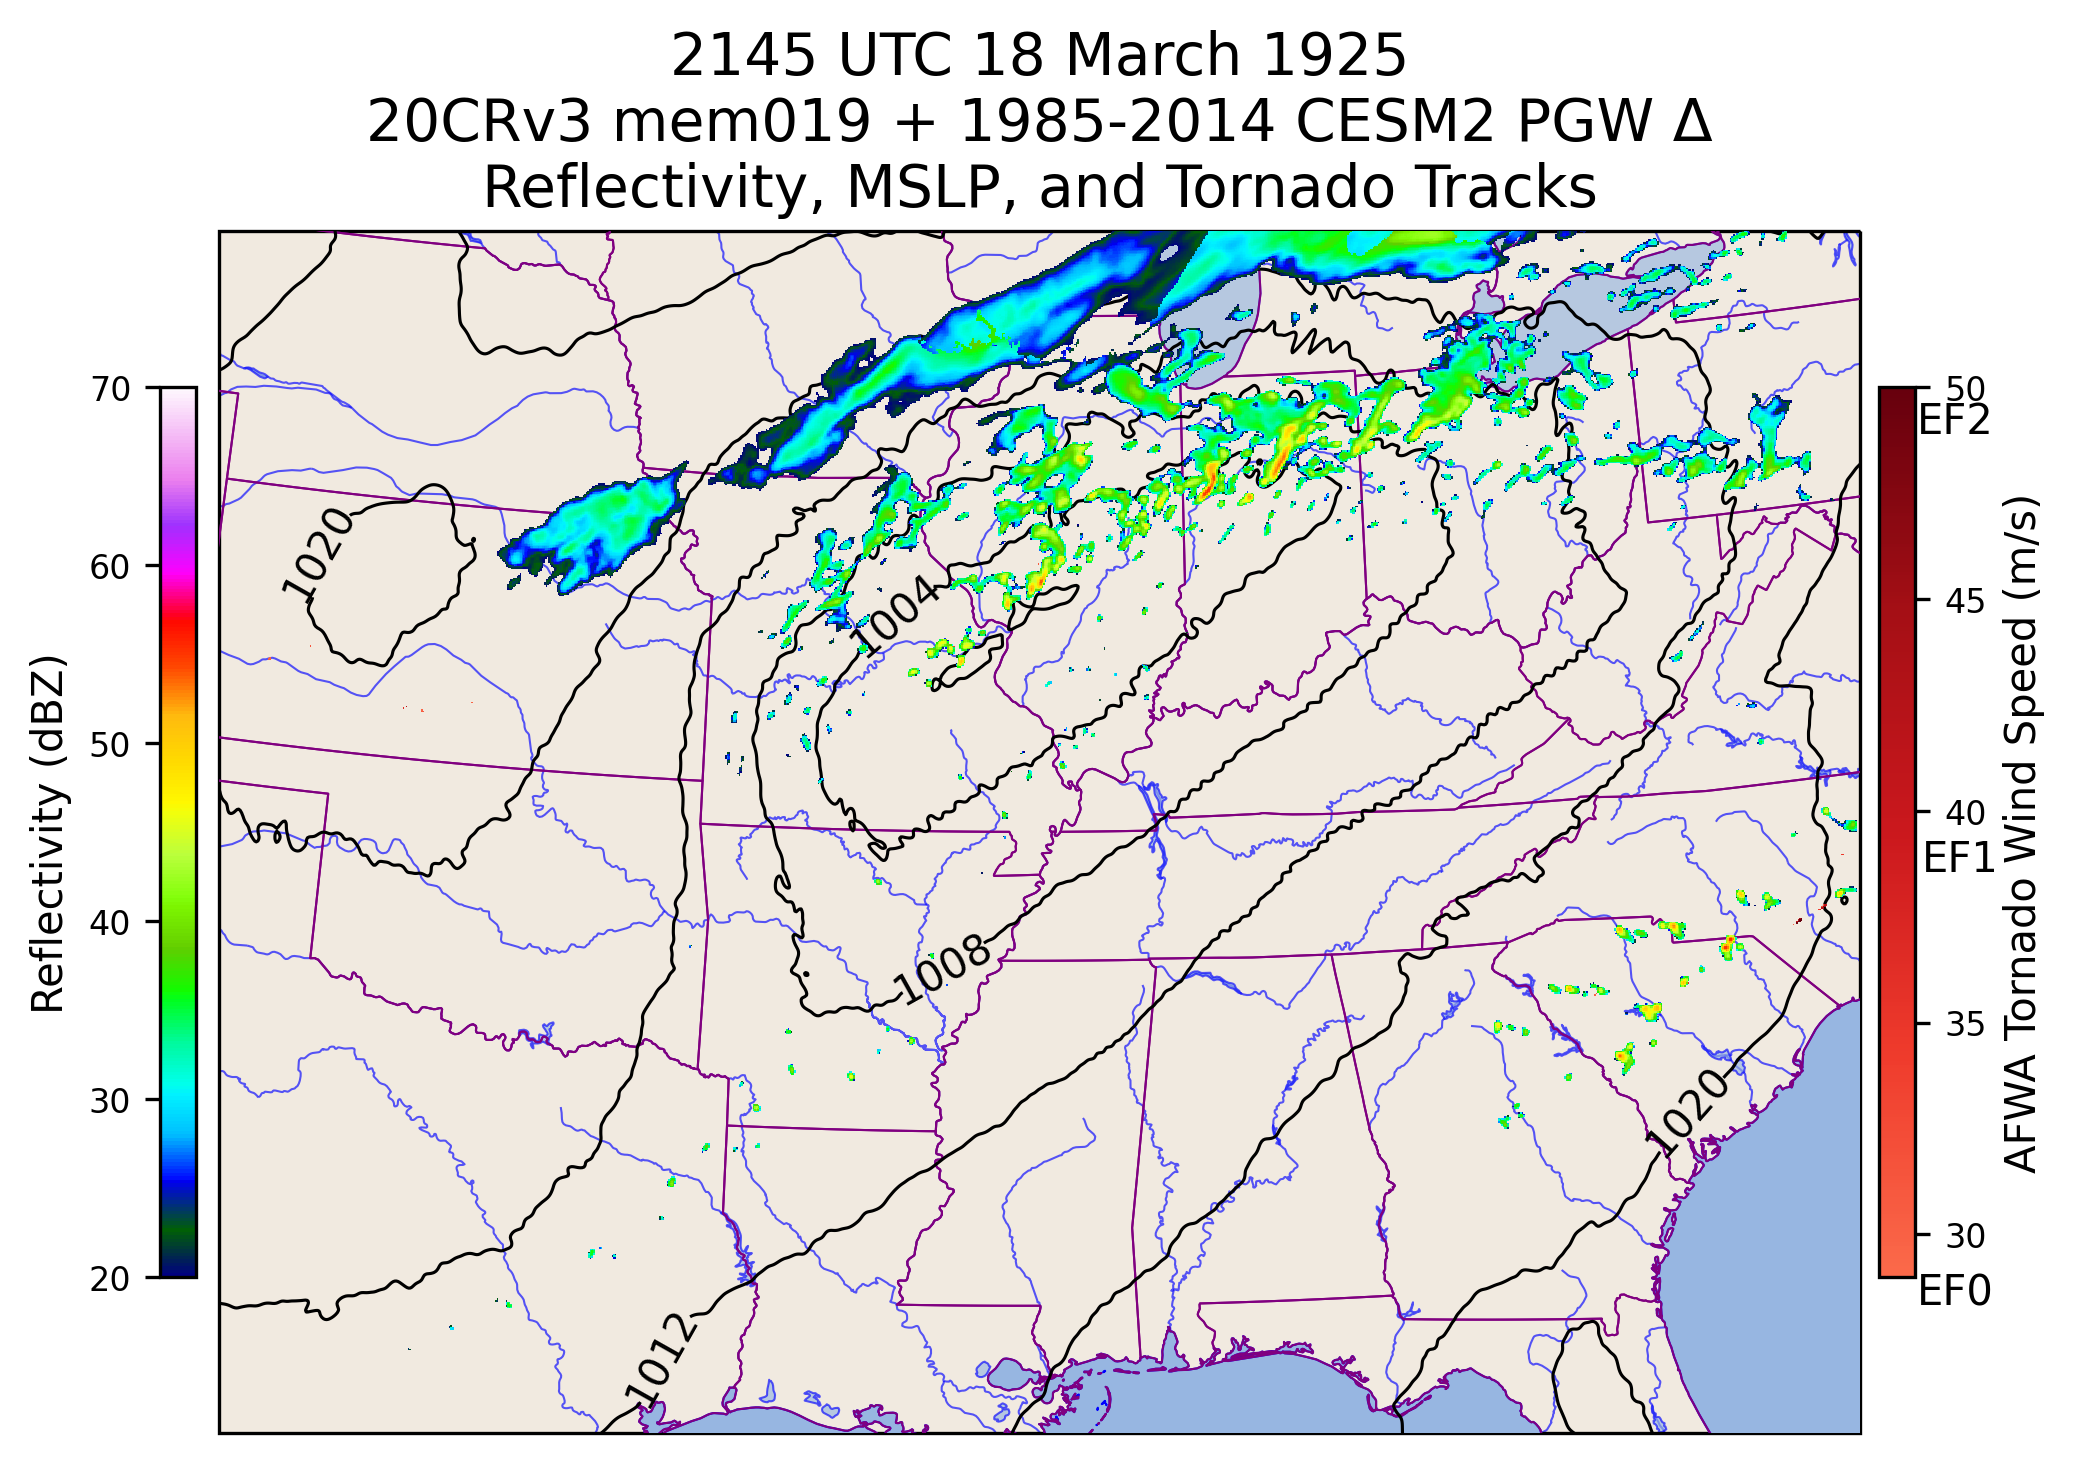 2145 UTC 18 March 1925
20CRv3 mem019 + 1985-2014 CESM2 PGW Δ
Reflectivity, MSLP, and Tornado Tracks
70
60
50
40
30
20
Reflectivity (dBZ)
1020
1004
1008
1020
1012
50
EF2
45
40
EF1
35
30
EF0
AFWA Tornado Wind Speed (m/s)